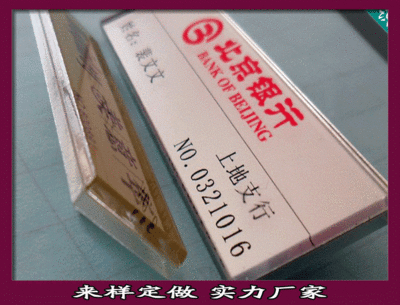 北京银行
BANK OF BEIJING
姓名：裴文文
上地支行
NO.0321016
来样定做 实力厂家